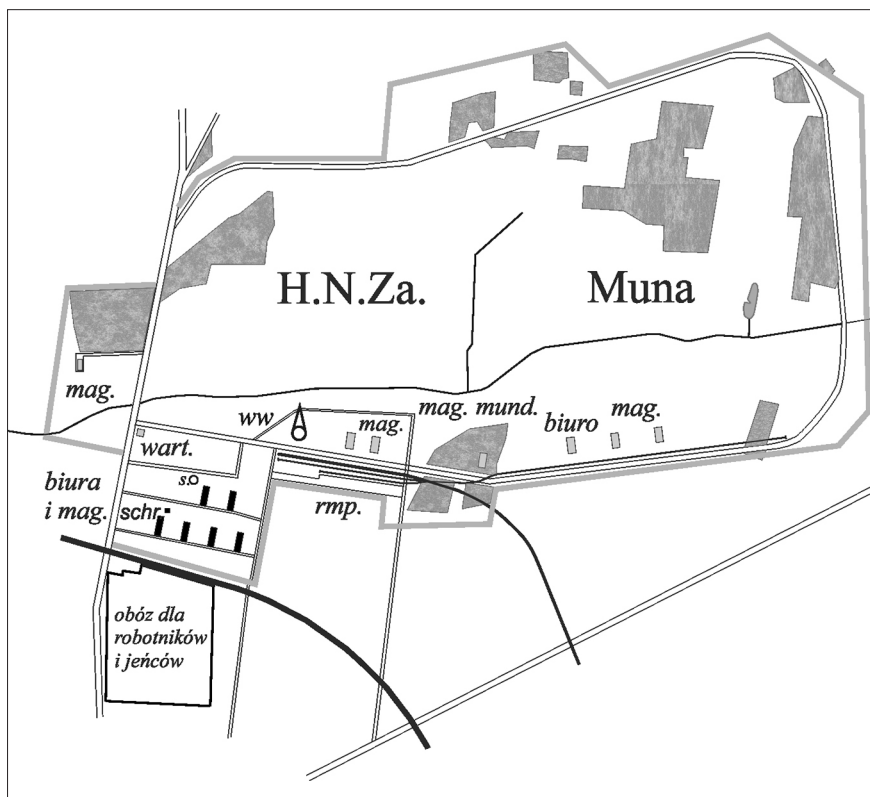 H.N.Za.
Muna
mag.
ww
mag.
mag. mund.
biuro
mag.
wart.
s.
biura
i mag.
schr.
rmp.
obóz dla
robotników
i jeńców